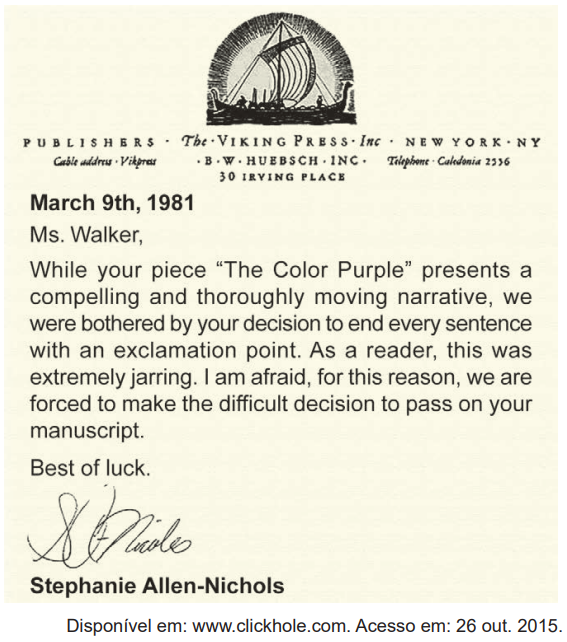 PUBLISHERS · The · VIKING PRESS · Inc · NEW YORK · NY
Cable address · Vikpress · B · W · HUEBSCH · INC · Telephone · Caledonia 2536
30 IRVING PLACE
March 9th, 1981
Ms. Walker,
While your piece “The Color Purple” presents a
compelling and thoroughly moving narrative, we
were bothered by your decision to end every sentence
with an exclamation point. As a reader, this was
extremely jarring. I am afraid, for this reason, we are
forced to make the difficult decision to pass on your
manuscript.
Best of luck.
Stephanie Allen-Nichols
Disponível em: www.clickhole.com. Acesso em: 26 out. 2015.